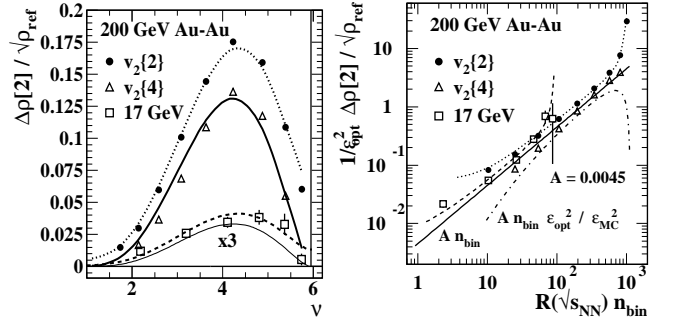 200 GeV Au-Au
v2{2}
v2{4}
17 GeV
x3
Δρ[2] / √ρref
0
0.025
0.05
0.075
0.1
0.125
0.15
0.175
0.2
2
4
6
ν
200 GeV Au-Au
v2{2}
v2{4}
17 GeV
A = 0.0045
A nbin εopt² / εMC²
A nbin
1/εopt² Δρ[2] / √ρref
10
1
10⁻¹
10⁻²
1
10
10²
10³
R(√sNN) nbin